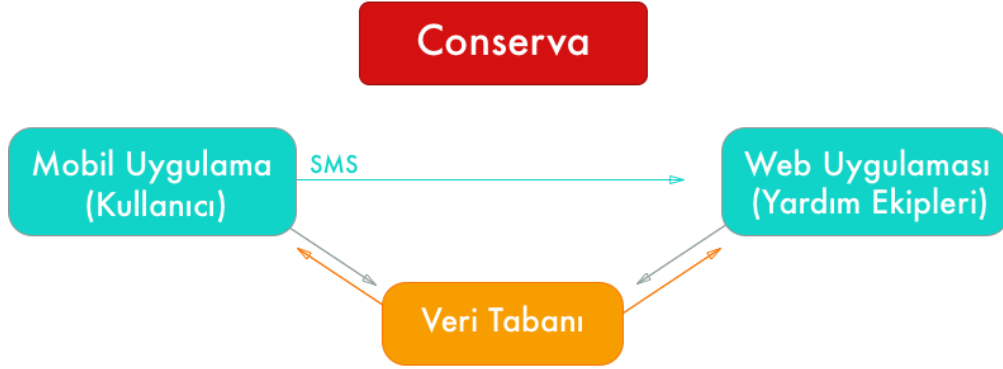 Conserva
Mobil Uygulama
(Kullanıcı)
SMS
Web Uygulaması
(Yardım Ekipleri)
Veri Tabanı